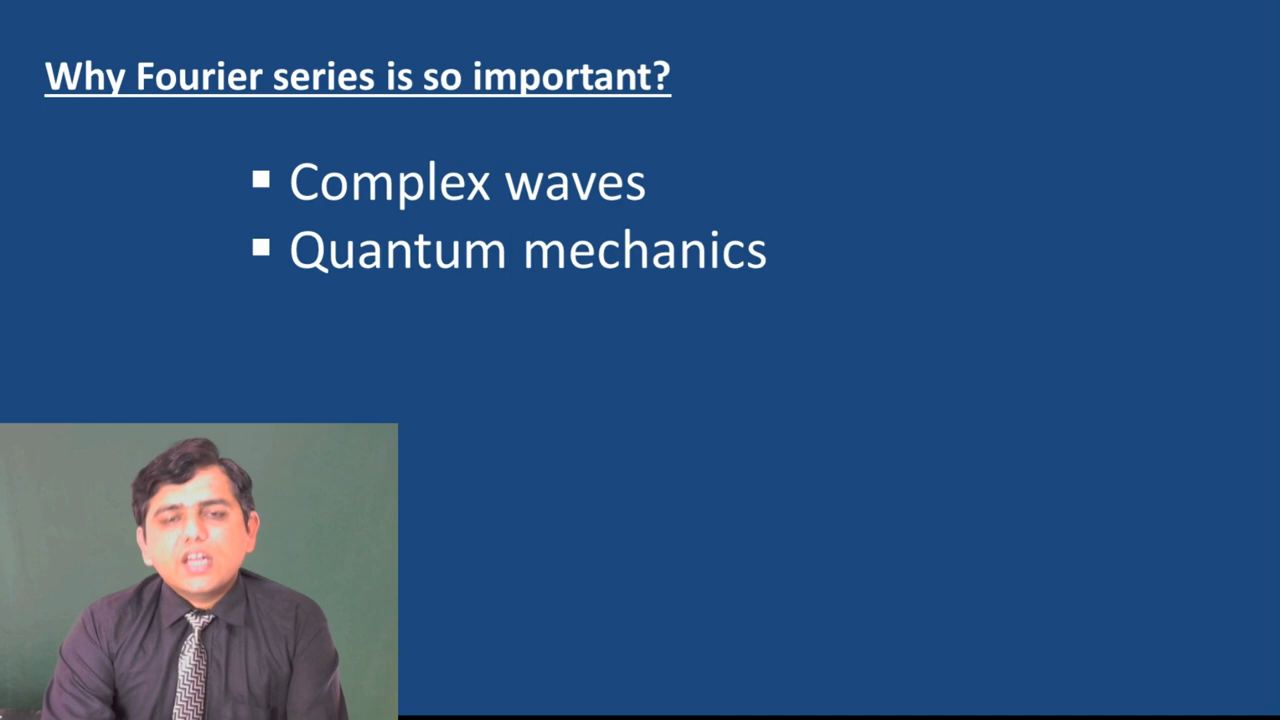 Why Fourier series is so important?
▪ Complex waves
▪ Quantum mechanics